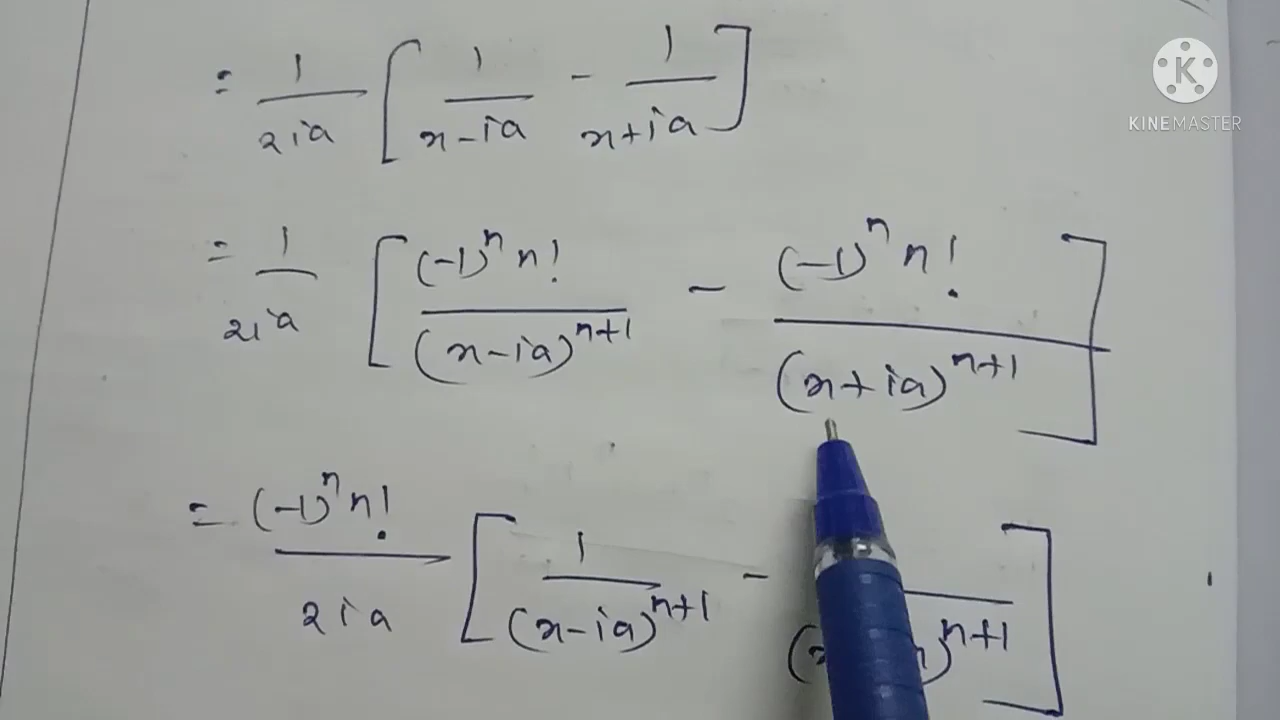 = 1/2ia [ 1/x-ia - 1/x+ia ]
K
KINEMASTER
= 1/2ia [ (-1)^n n!/(x-ia)^n+1 - (-1)^n n!/(x+ia)^n+1 ]
= (-1)^n n!/2ia [ 1/(x-ia)^n+1 - /( )^n+1 ]